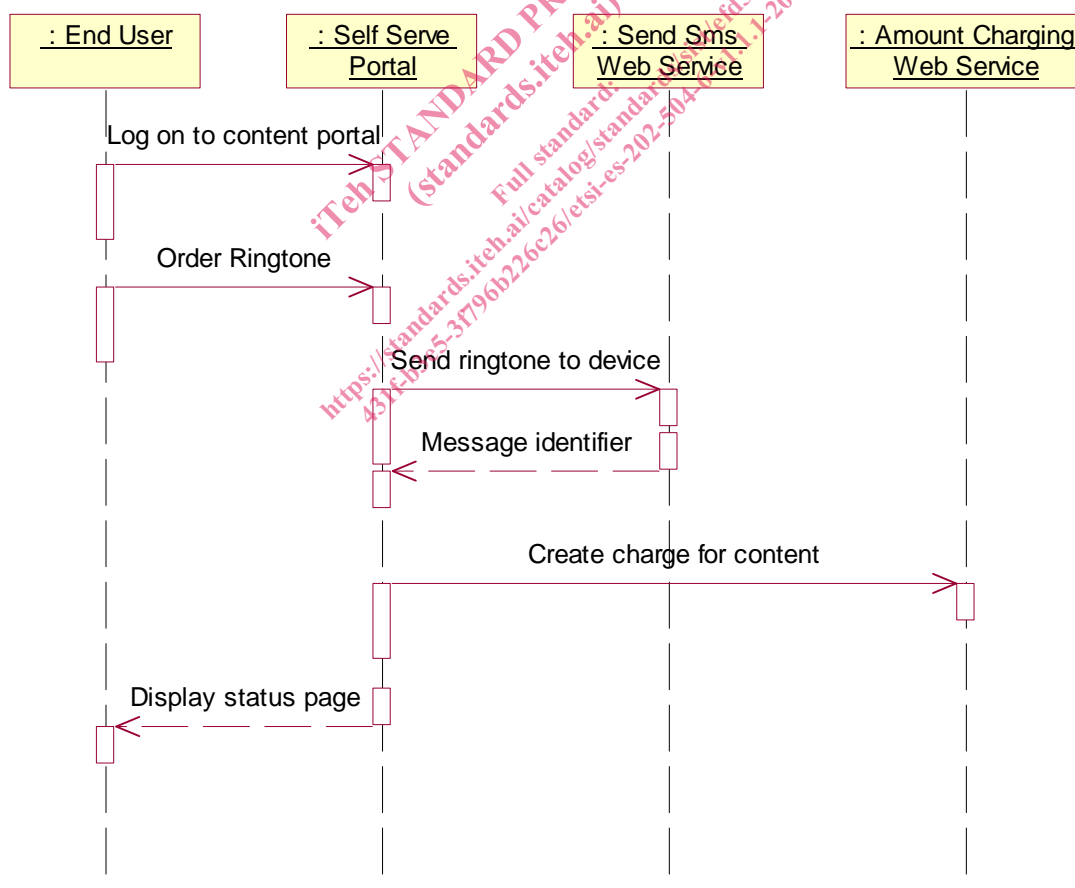 : End User
: Self Serve
Portal
: Send Sms
Web Service
: Amount Charging
Web Service
iTeh STANDARD
(standards.iteh.ai)
Full standard:
Log on to content portal
Order Ringtone
Send ringtone to device
Message identifier
Create charge for content
Display status page